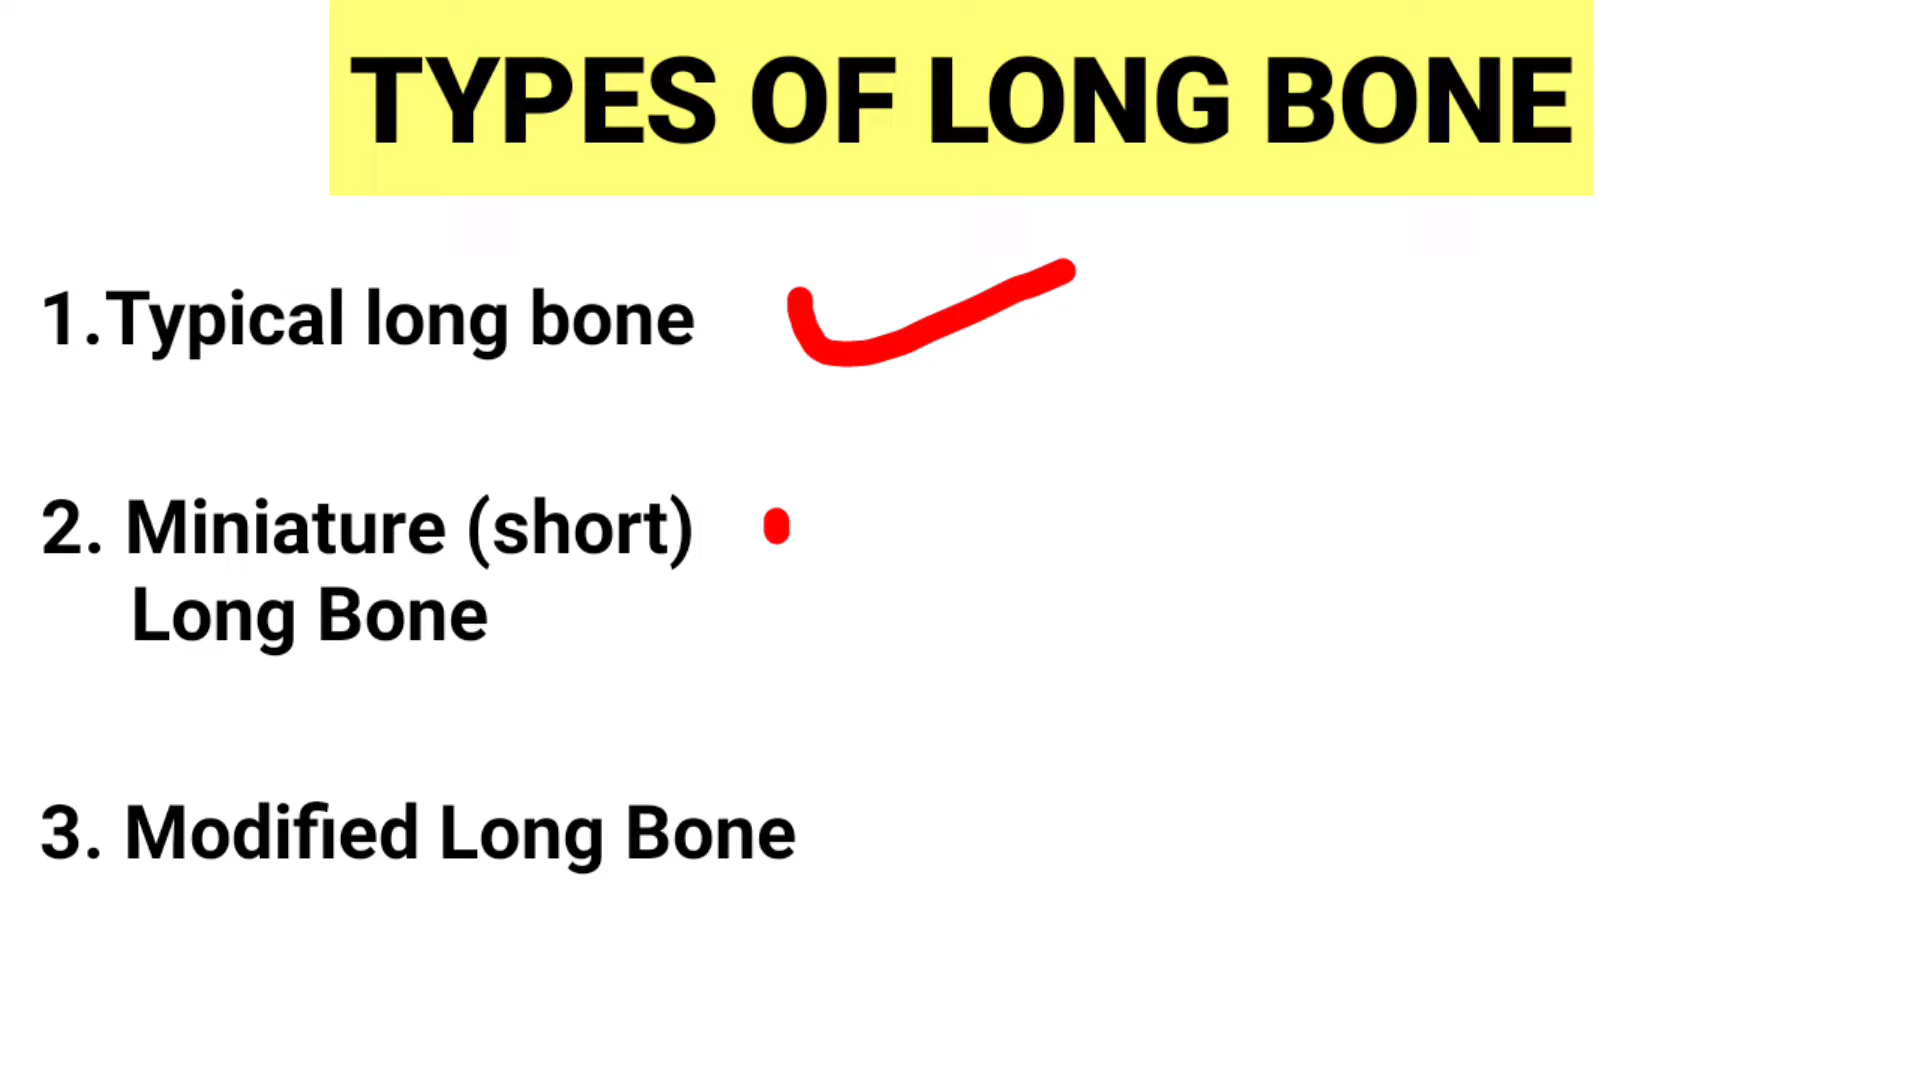 TYPES OF LONG BONE
1.Typical long bone
2. Miniature (short)
Long Bone
3. Modified Long Bone